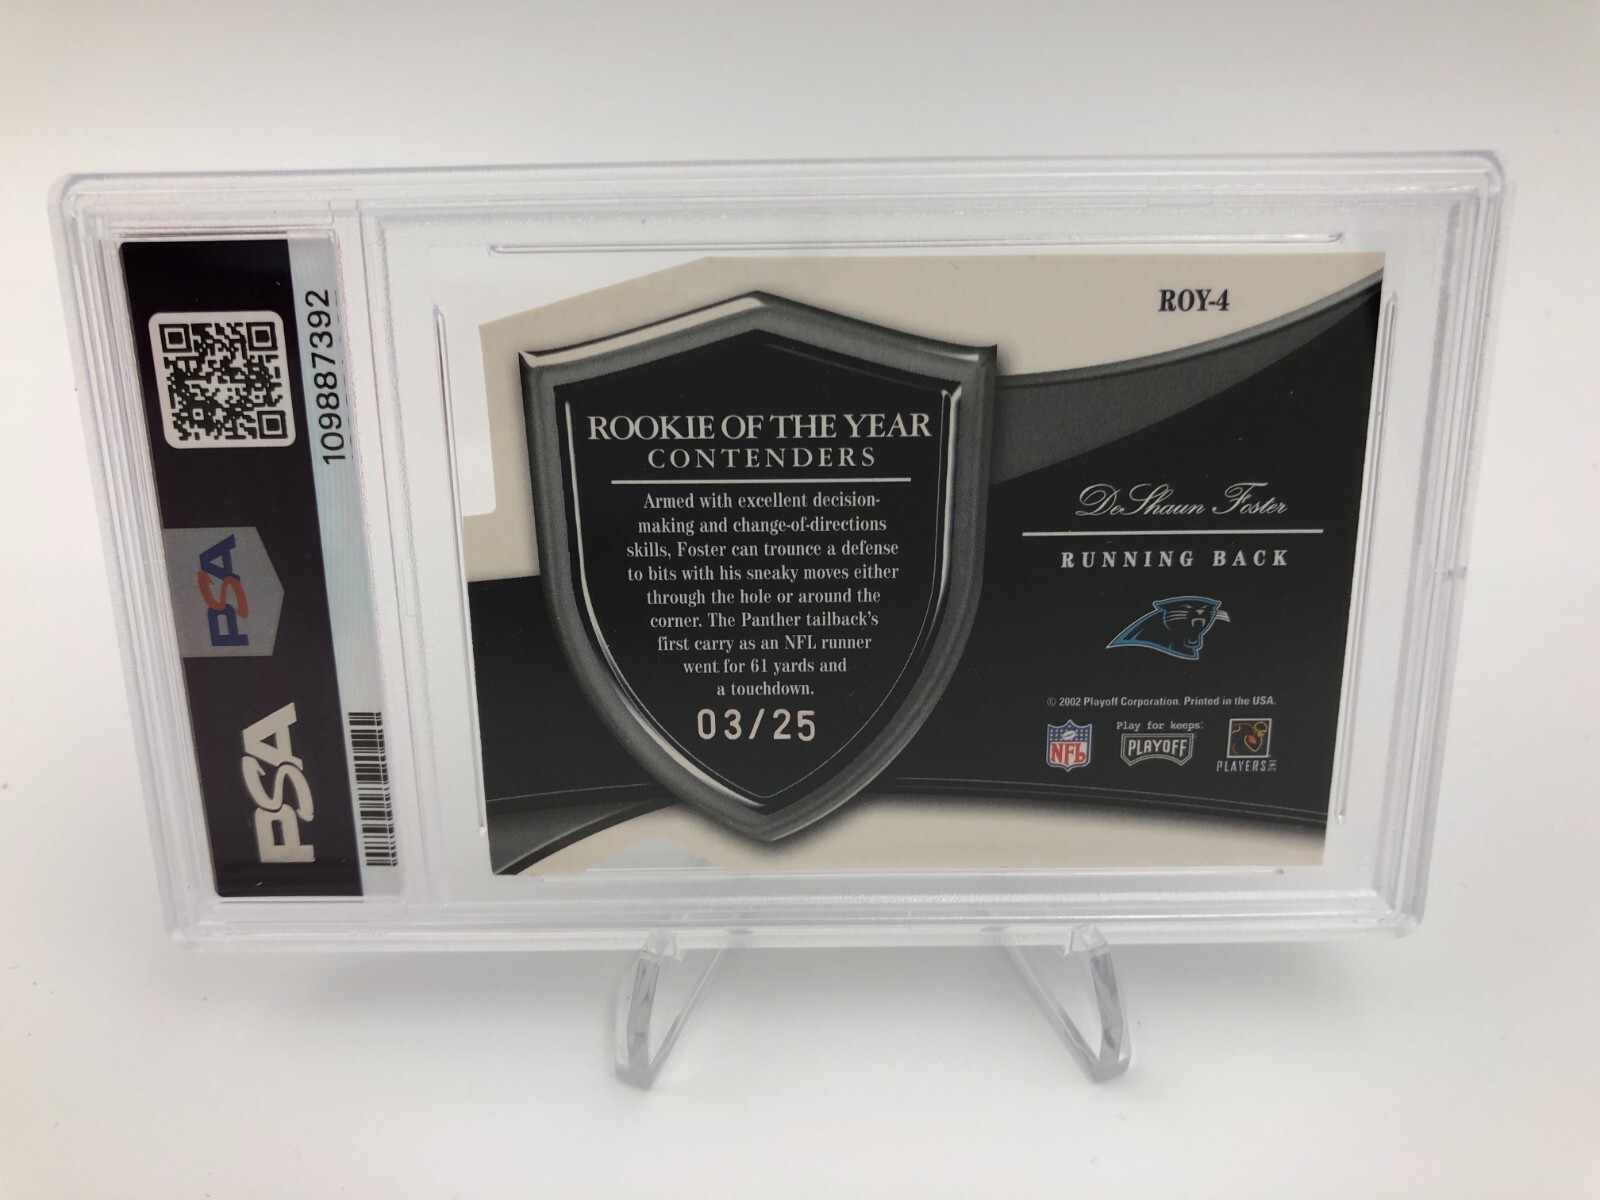 109887392
PSA
PSA
ROY-4
ROOKIE OF THE YEAR
CONTENDERS
Armed with excellent decision-
making and change-of-directions
skills, Foster can trounce a defense
to bits with his sneaky moves either
through the hole or around the
corner. The Panther tailback's
first carry as an NFL runner
went for 61 yards and
a touchdown.
03/25
DeShaun Foster
RUNNING BACK
© 2002 Playoff Corporation. Printed in the USA.
NFL
Play for keeps.
PLAYOFF
PLAYERS